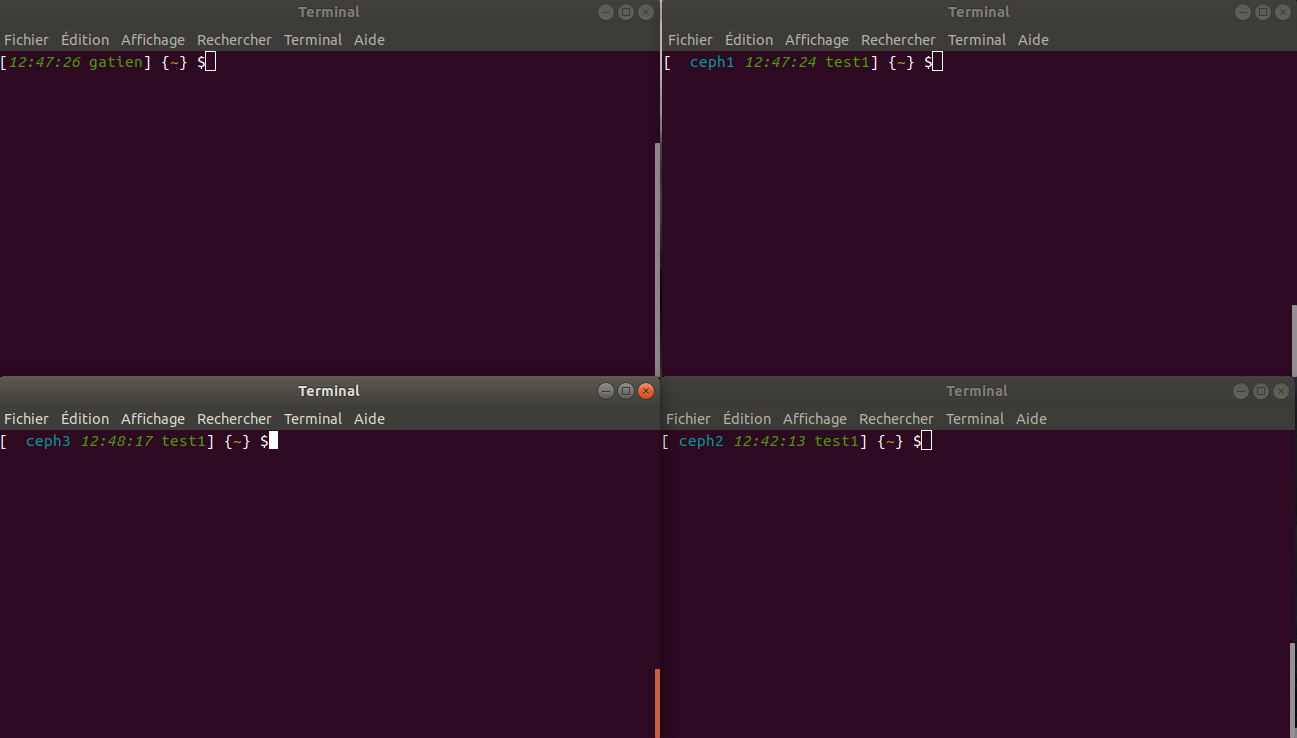 Terminal
Fichier Édition Affichage Rechercher Terminal Aide
[12:47:26 gatien] {~} $
Terminal
Fichier Édition Affichage Rechercher Terminal Aide
[  ceph1 12:47:24 test1] {~} $
Terminal
Fichier Édition Affichage Rechercher Terminal Aide
[  ceph3 12:48:17 test1] {~} $
Terminal
Fichier Édition Affichage Rechercher Terminal Aide
[ ceph2 12:42:13 test1] {~} $